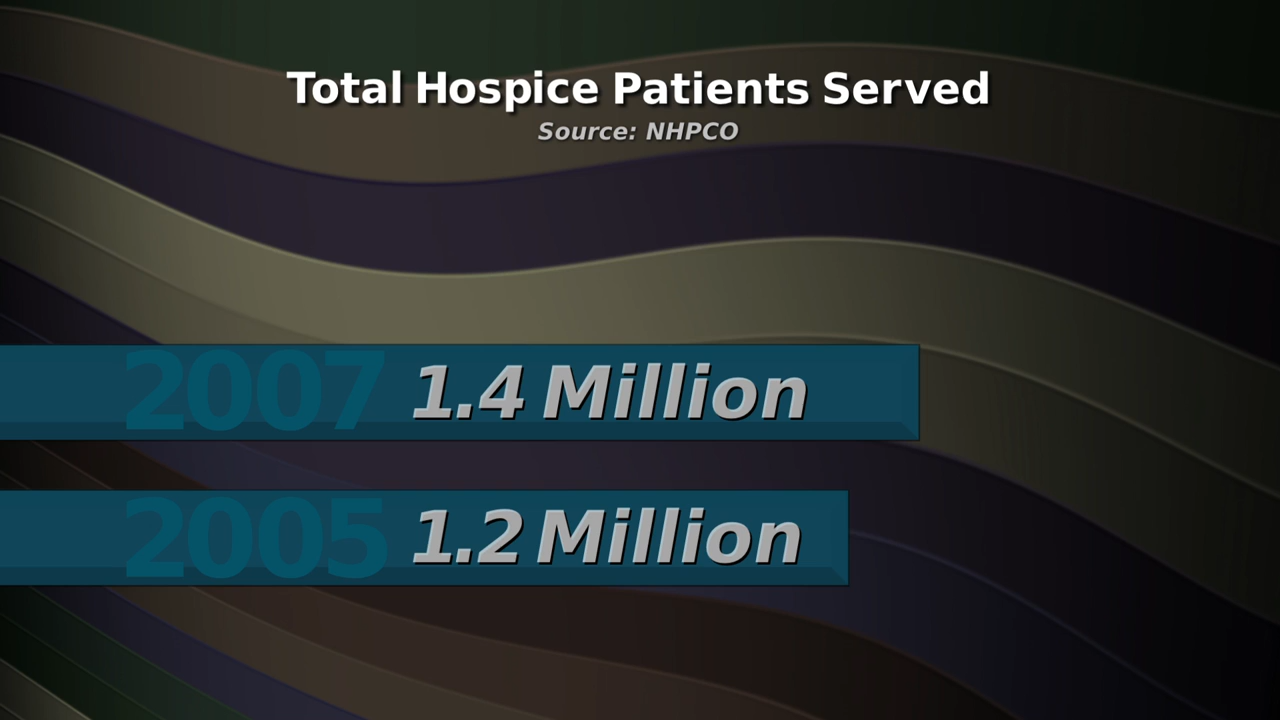 Total Hospice Patients Served
Source: NHPCO
2007 1.4 Million
2005 1.2 Million